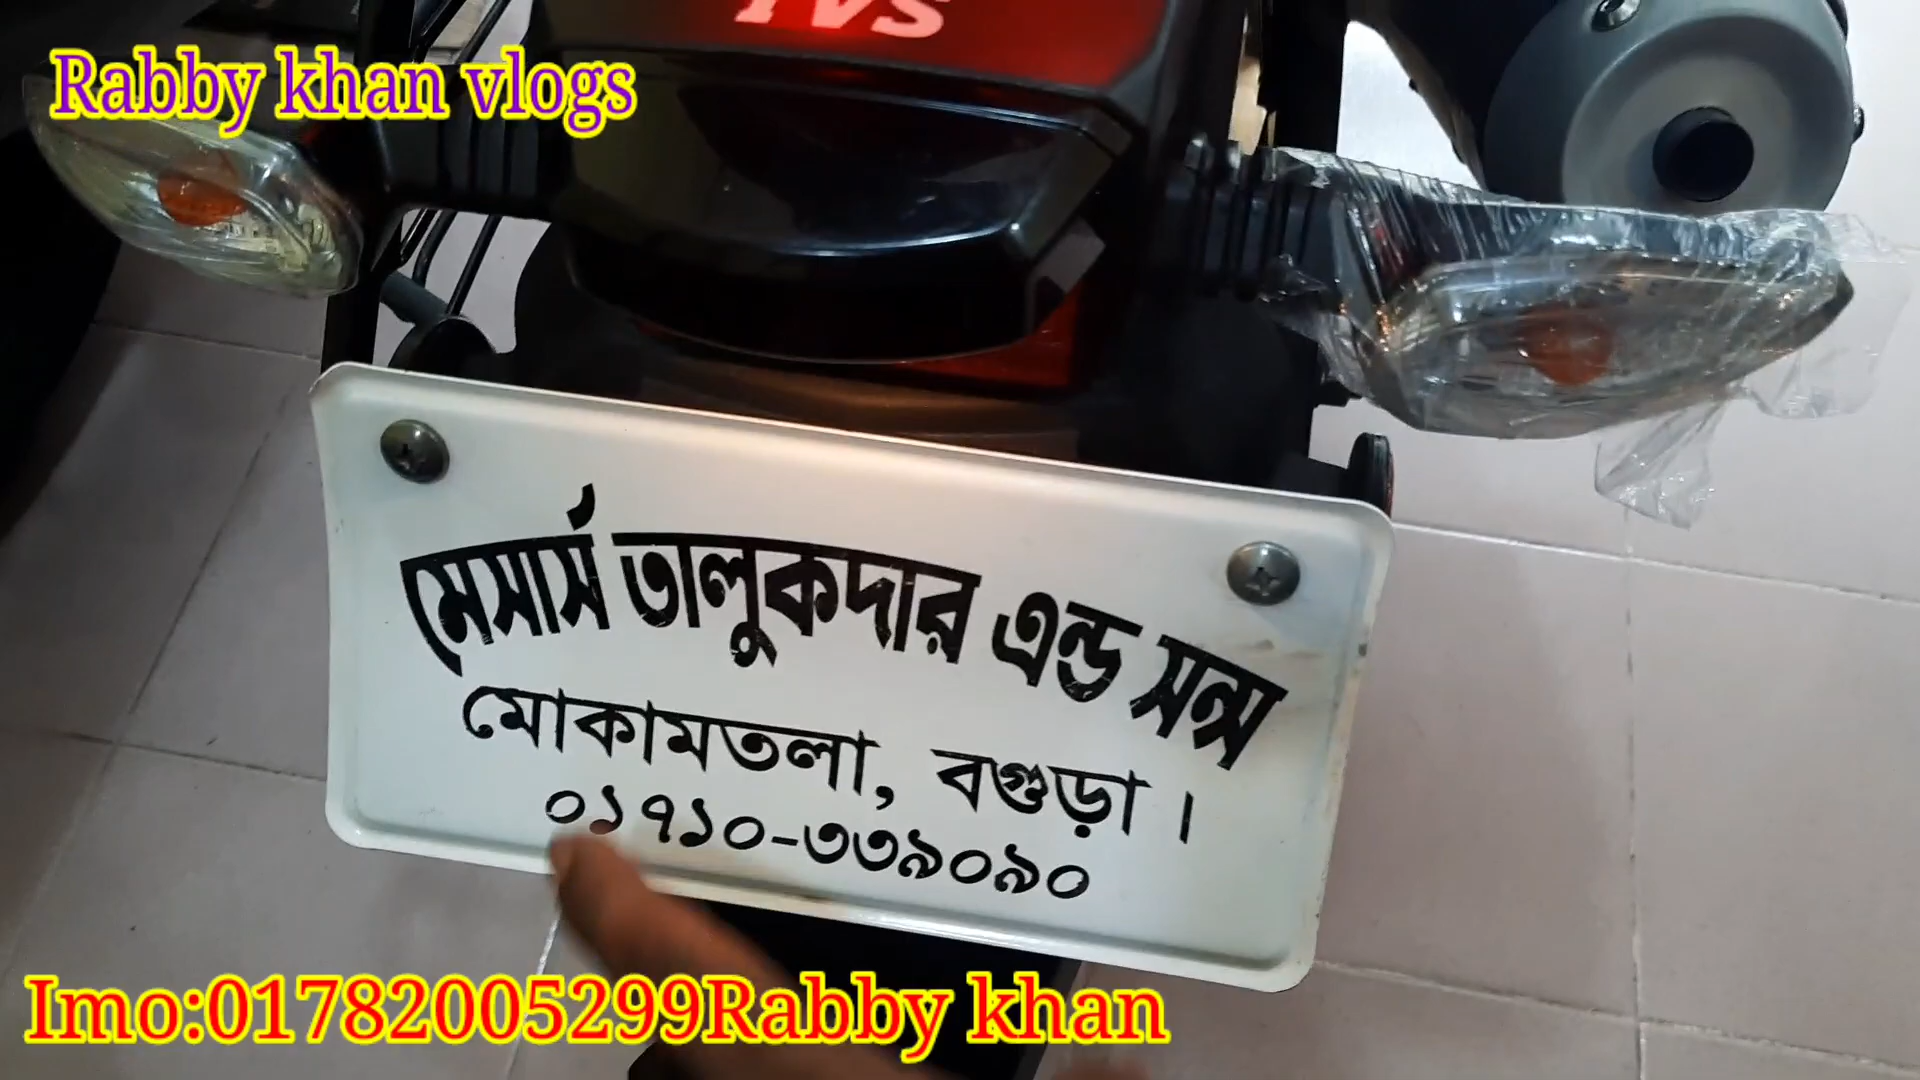 TVS
Rabby khan vlogs
মেসার্স তালুকদার এন্ড সন্স
মোকামতলা, বগুড়া।
০১৭১০-৩৩৯০৯০
Imo:01782005299Rabby khan